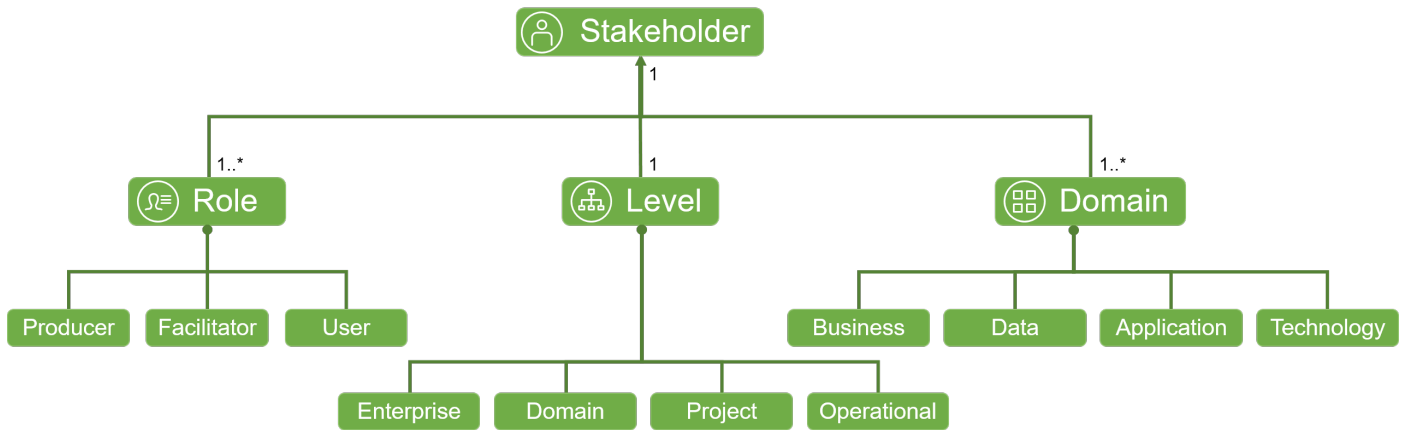 Stakeholder
1
1..*
1
1..*
Role
Level
Domain
Producer
Facilitator
User
Business
Data
Application
Technology
Enterprise
Domain
Project
Operational